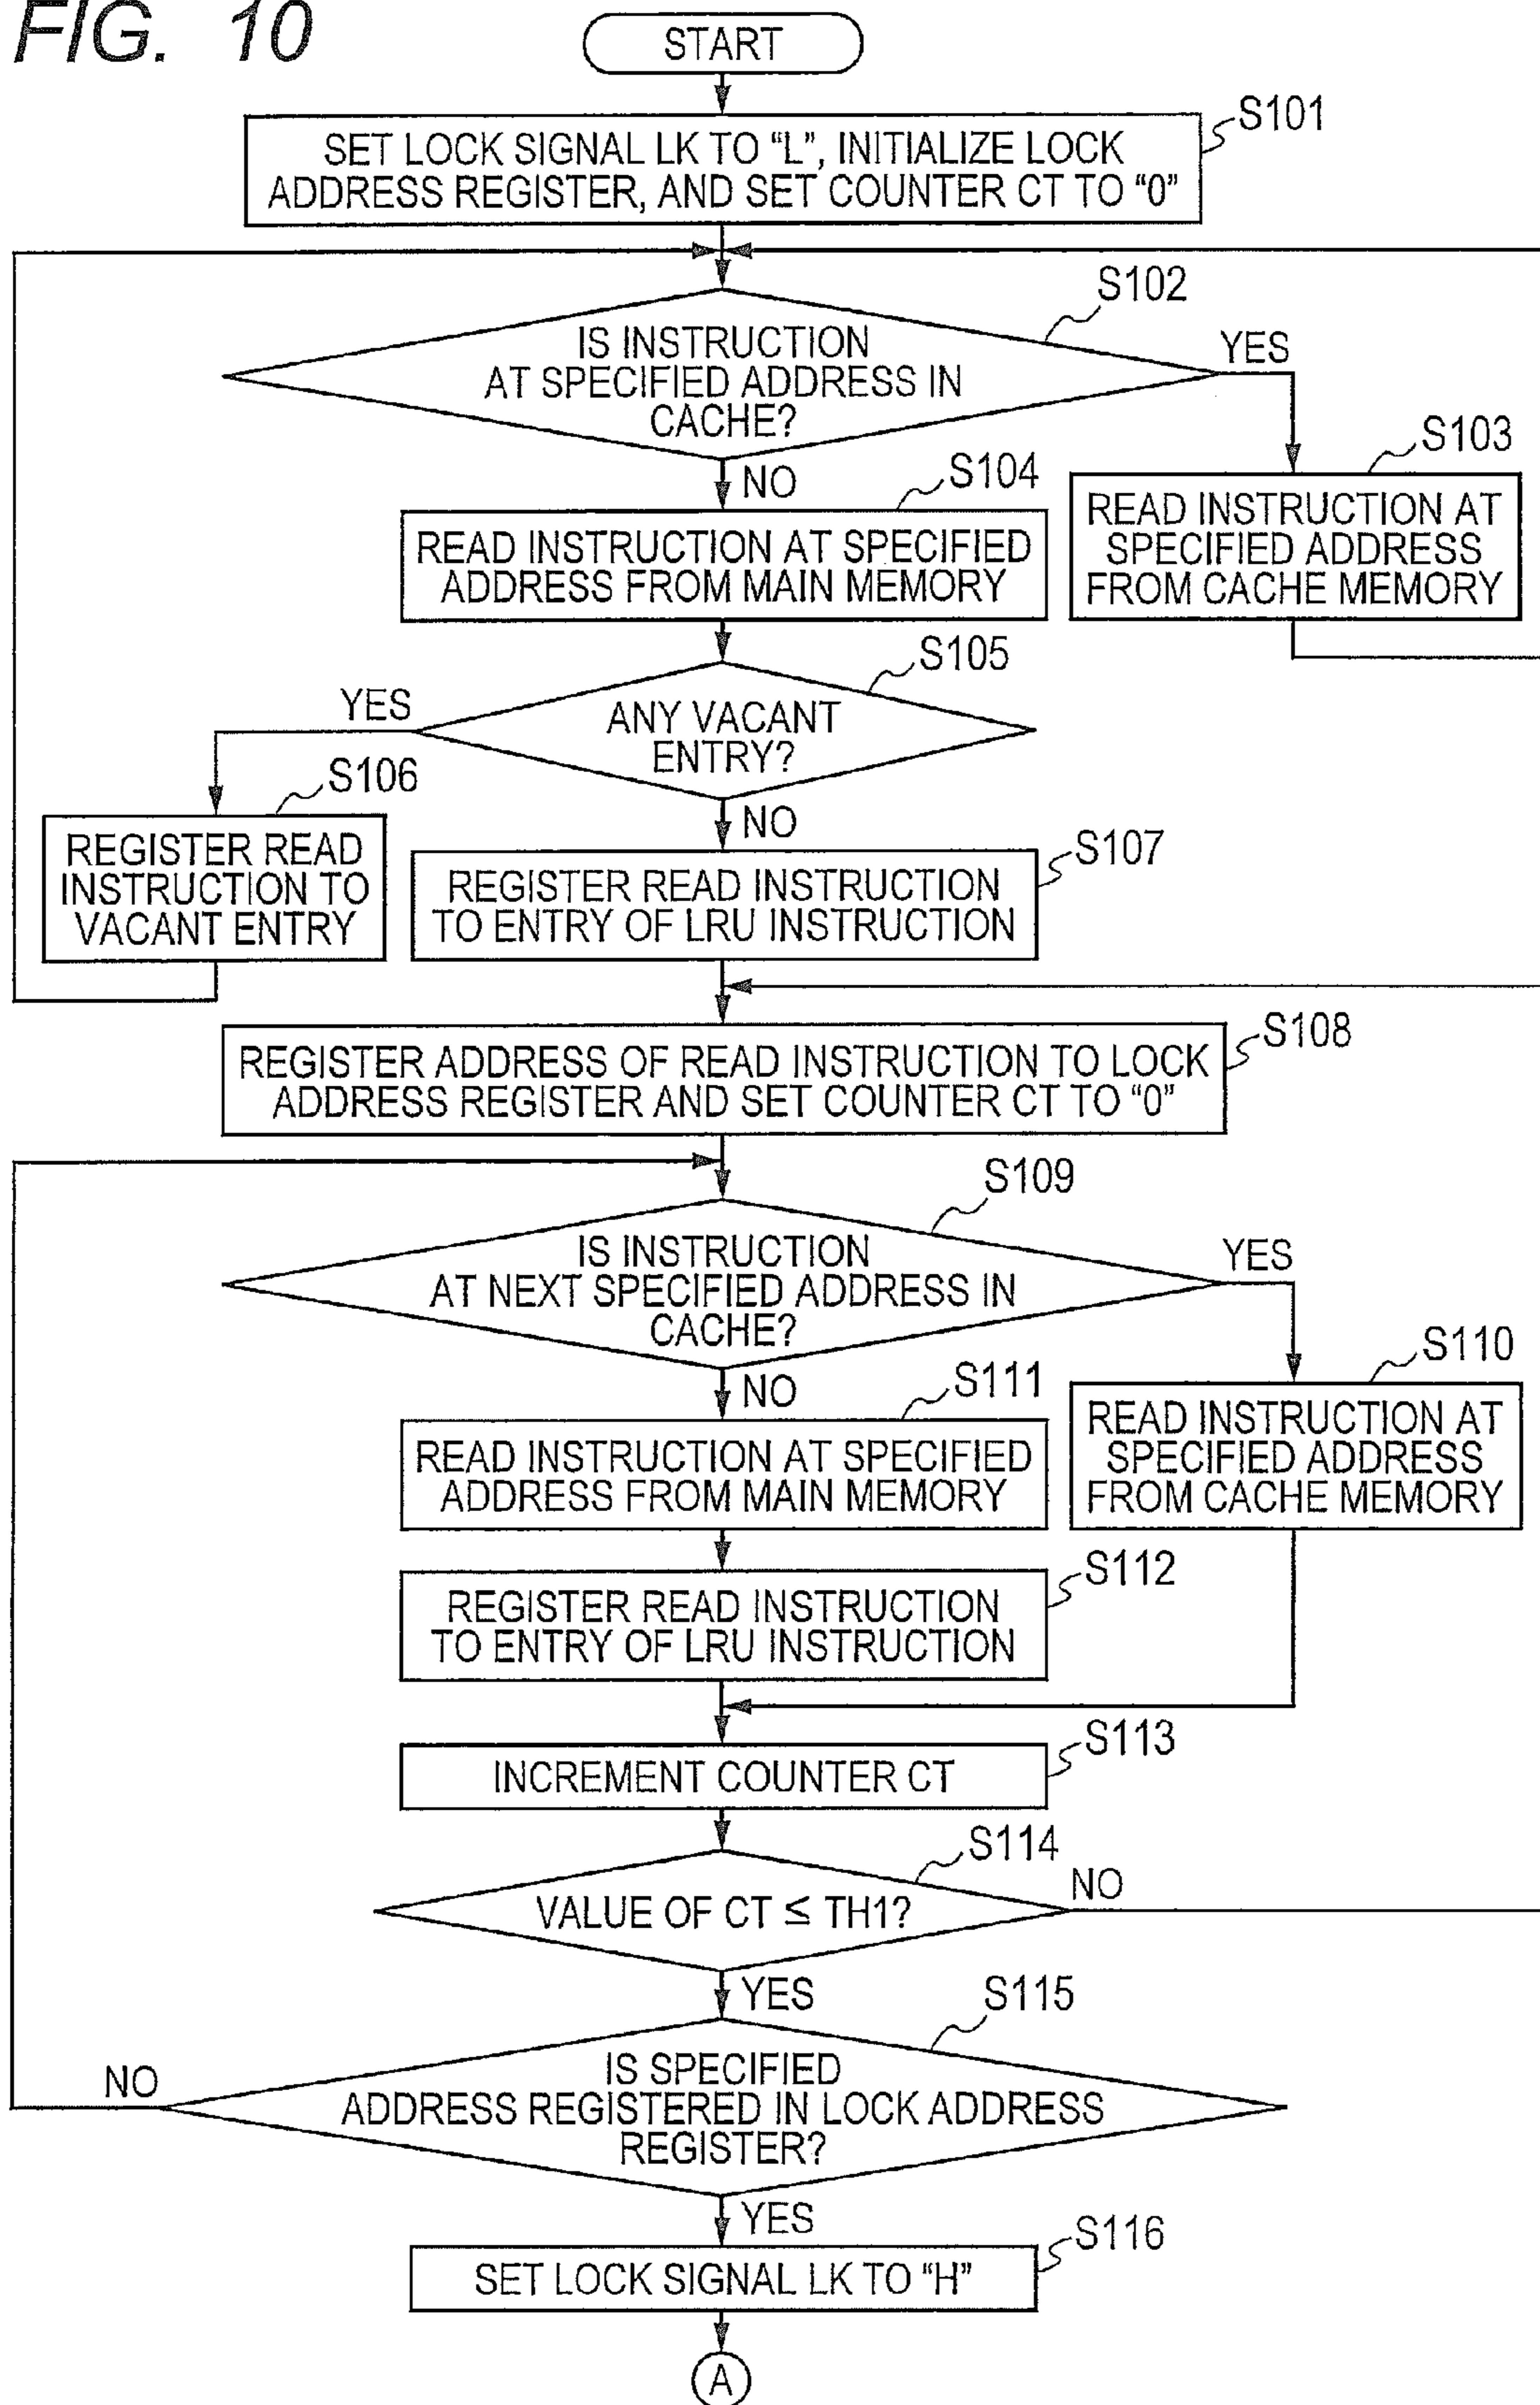 FIG. 10
START
S101
SET LOCK SIGNAL LK TO “L”, INITIALIZE LOCK
ADDRESS REGISTER, AND SET COUNTER CT TO “0”
S102
IS INSTRUCTION
AT SPECIFIED ADDRESS IN
CACHE?
YES
S103
READ INSTRUCTION AT
SPECIFIED ADDRESS
FROM CACHE MEMORY
NO
S104
READ INSTRUCTION AT SPECIFIED
ADDRESS FROM MAIN MEMORY
S105
ANY VACANT
ENTRY?
YES
S106
REGISTER READ
INSTRUCTION TO
VACANT ENTRY
NO
S107
REGISTER READ INSTRUCTION
TO ENTRY OF LRU INSTRUCTION
S108
REGISTER ADDRESS OF READ INSTRUCTION TO LOCK
ADDRESS REGISTER AND SET COUNTER CT TO “0”
S109
IS INSTRUCTION
AT NEXT SPECIFIED ADDRESS IN
CACHE?
YES
S110
READ INSTRUCTION AT
SPECIFIED ADDRESS
FROM CACHE MEMORY
NO
S111
READ INSTRUCTION AT SPECIFIED
ADDRESS FROM MAIN MEMORY
S112
REGISTER READ INSTRUCTION
TO ENTRY OF LRU INSTRUCTION
S113
INCREMENT COUNTER CT
S114
VALUE OF CT ≤ TH1?
NO
YES
S115
IS SPECIFIED
ADDRESS REGISTERED IN LOCK ADDRESS
REGISTER?
NO
YES
S116
SET LOCK SIGNAL LK TO “H”
A